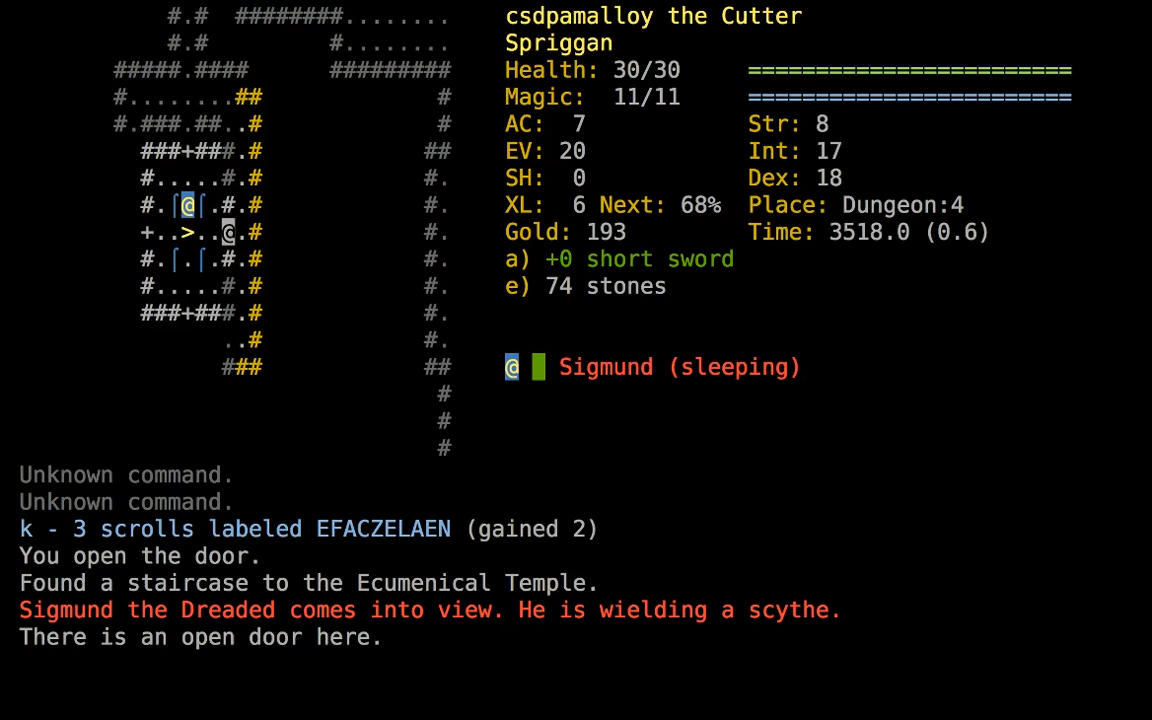 #.#  ########........  csdpamalloy the Cutter
#.#         #........  Spriggan
#####.####      #########  Health: 30/30  ========================
#........##             #  Magic:  11/11  ========================
#.###.##..#             #  AC:  7         Str: 8
###+###.#             ##  EV: 20         Int: 17
#.....#.#             #.  SH:  0         Dex: 18
#.⌠@⌠.#.#             #.  XL:  6 Next: 68%  Place: Dungeon:4
+..>..@.#             #.  Gold: 193      Time: 3518.0 (0.6)
#.⌠.⌠.#.#             #.  a) +0 short sword
#.....#.#             #.  e) 74 stones
###+###.#             #.
..#             #.
###             ##  @ Sigmund (sleeping)
#
#
#
Unknown command.
Unknown command.
k - 3 scrolls labeled EFACZELAEN (gained 2)
You open the door.
Found a staircase to the Ecumenical Temple.
Sigmund the Dreaded comes into view. He is wielding a scythe.
There is an open door here.